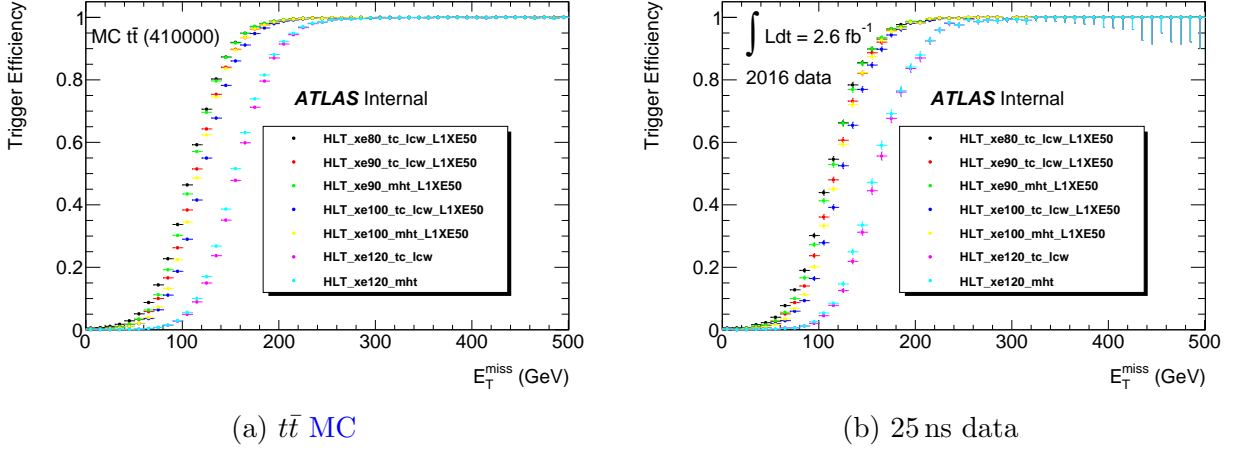 Trigger Efficiency
1
0.8
0.6
0.4
0.2
0
MC tt̄ (410000)
ATLAS Internal
HLT_xe80_tc_lcw_L1XE50
HLT_xe90_tc_lcw_L1XE50
HLT_xe90_mht_L1XE50
HLT_xe100_tc_lcw_L1XE50
HLT_xe100_mht_L1XE50
HLT_xe120_tc_lcw
HLT_xe120_mht
0 100 200 300 400 500
E_T^miss (GeV)
(a) tt̄ MC
Trigger Efficiency
1
0.8
0.6
0.4
0.2
0
∫ Ldt = 2.6 fb⁻¹
2016 data
ATLAS Internal
HLT_xe80_tc_lcw_L1XE50
HLT_xe90_tc_lcw_L1XE50
HLT_xe90_mht_L1XE50
HLT_xe100_tc_lcw_L1XE50
HLT_xe100_mht_L1XE50
HLT_xe120_tc_lcw
HLT_xe120_mht
0 100 200 300 400 500
E_T^miss (GeV)
(b) 25 ns data